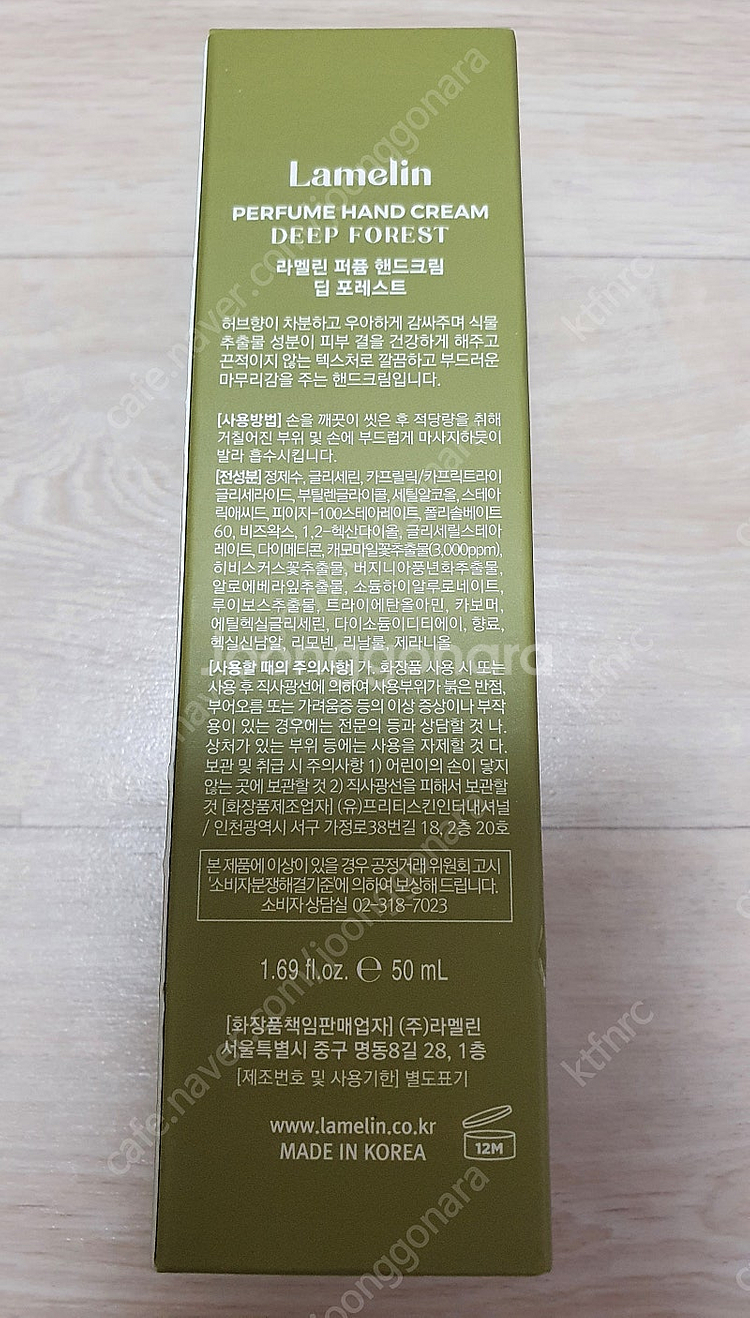 Lamelin
PERFUME HAND CREAM
DEEP FOREST
라멜린 퍼퓸 핸드크림
딥 포레스트
허브향이 차분하고 우아하게 감싸주며 식물
추출물 성분이 피부 결을 건강하게 해주고
끈적이지 않는 텍스처로 깔끔하고 부드러운
마무리감을 주는 핸드크림입니다.
[사용방법] 손을 깨끗이 씻은 후 적당량을 취해
거칠어진 부위 및 손에 부드럽게 마사지하듯이
발라 흡수시킵니다.
[전성분] 정제수, 글리세린, 카프릴릭/카프릭트라이
글리세라이드, 부틸렌글라이콜, 세틸알코올, 스테아
릭애씨드, 피이지-100스테아레이트, 폴리솔베이트
60, 비즈왁스, 1,2-헥산다이올, 글리세릴스테아
레이트, 다이메티콘, 캐모마일꽃추출물(3,000ppm),
히비스커스꽃추출물, 버지니아풍년화추출물,
알로에베라잎추출물, 소듐하이알루로네이트,
루이보스추출물, 트라이에탄올아민, 카보머,
에틸헥실글리세린, 다이소듐이디티에이, 향료,
헥실신남알, 리모넨, 리날룰, 제라니올
[사용할 때의 주의사항] 가. 화장품 사용 시 또는
사용 후 직사광선에 의하여 사용부위가 붉은 반점,
부어오름 또는 가려움증 등의 이상 증상이나 부작
용이 있는 경우에는 전문의 등과 상담할 것 나.
상처가 있는 부위 등에는 사용을 자제할 것 다.
보관 및 취급 시 주의사항 1) 어린이의 손이 닿지
않는 곳에 보관할 것 2) 직사광선을 피해서 보관할
것 [화장품제조업자] (유)프리티스킨인터내셔널
/ 인천광역시 서구 가정로38번길 18, 2층 20호
본 제품에 이상이 있을 경우 공정거래 위원회 고시
'소비자분쟁해결기준'에 의하여 보상해 드립니다.
소비자 상담실 02-318-7023
1.69 fl.oz. ℮ 50 mL
[화장품책임판매업자] (주)라멜린
서울특별시 중구 명동8길 28, 1층
[제조번호 및 사용기한] 별도표기
www.lamelin.co.kr
MADE IN KOREA
12M
Joonggonara
cafe.naver.com/joonggonara
ktfnrc
ktfnrc
cafe.naver.com/joonggonara
ktfnrc